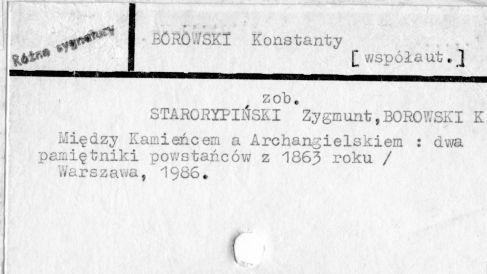 Różne sygnatury
BOROWSKI Konstanty
[współaut.]
zob.
STARORYPIŃSKI Zygmunt,BOROWSKI K
Między Kamieńcem a Archangielskiem : dwa
pamiętniki powstańców z 1863 roku /
Warszawa, 1986.